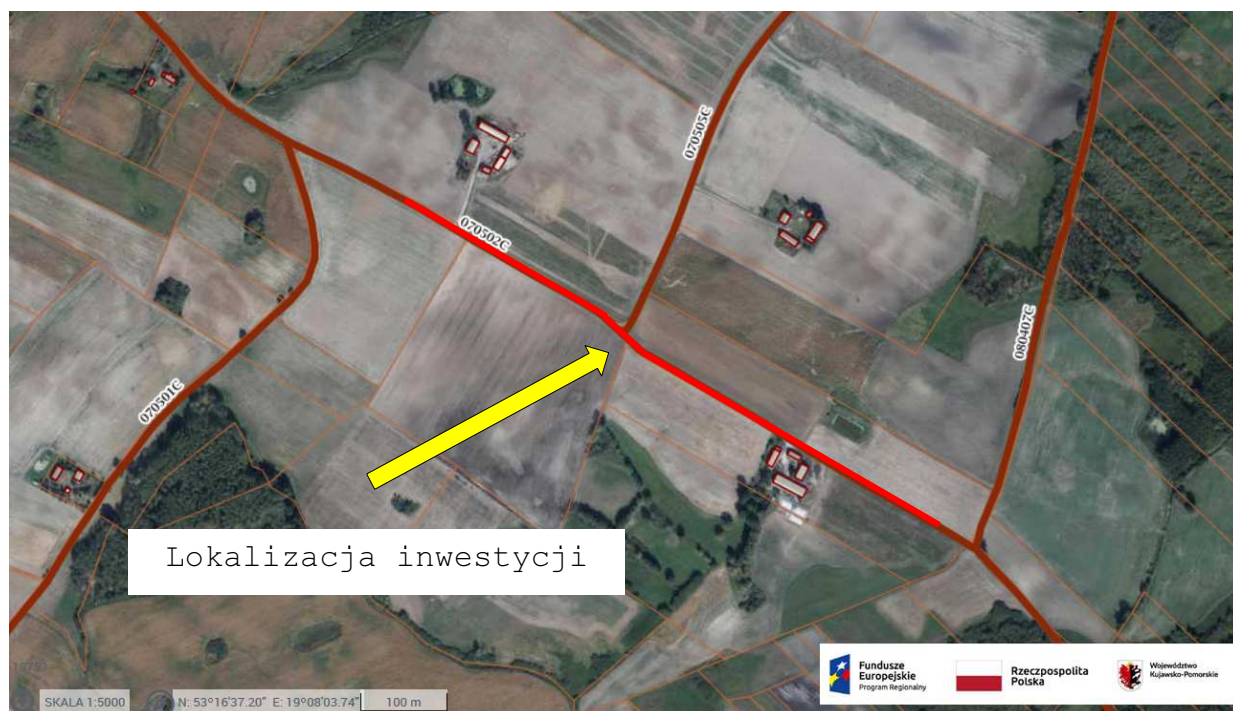 070505C
070502C
080407C
070501C
Lokalizacja inwestycji
Fundusze
Europejskie
Program Regionalny
Rzeczpospolita
Polska
Województwo
Kujawsko-Pomorskie
SKALA 1:5000
N: 53°16'37.20" E: 19°08'03.74"
100 m